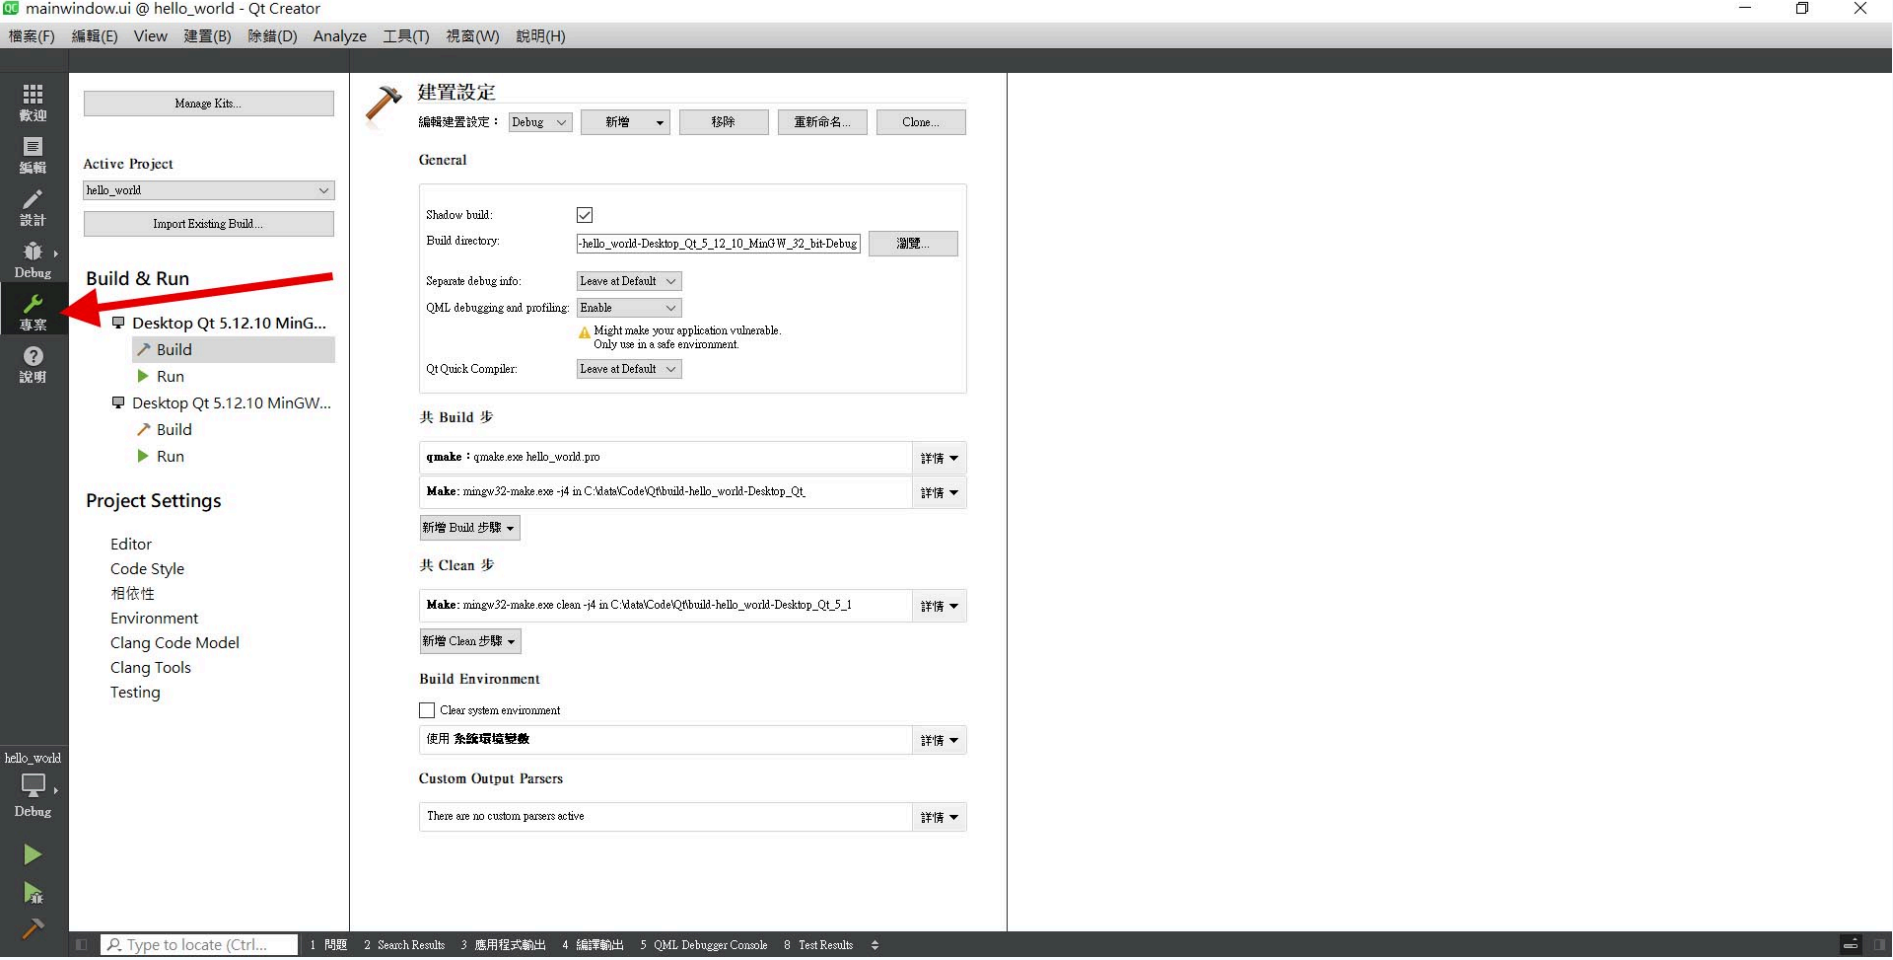 mainwindow.ui @ hello_world - Qt Creator
檔案(F) 編輯(E) View 建置(B) 除錯(D) Analyze 工具(T) 視窗(W) 說明(H)
歡迎
編輯
設計
Debug
專案
說明
hello_world
Debug
Manage Kits...
Active Project
hello_world
Import Existing Build...
Build & Run
Desktop Qt 5.12.10 MinG...
Build
Run
Desktop Qt 5.12.10 MinGW...
Build
Run
Project Settings
Editor
Code Style
相依性
Environment
Clang Code Model
Clang Tools
Testing
建置設定
編輯建置設定： Debug 新增 移除 重新命名... Clone...
General
Shadow build:
Build directory: -hello_world-Desktop_Qt_5_12_10_MinGW_32_bit-Debug 瀏覽...
Separate debug info: Leave at Default
QML debugging and profiling: Enable
Might make your application vulnerable.
Only use in a safe environment.
Qt Quick Compiler: Leave at Default
共 Build 步
qmake：qmake.exe hello_world.pro 詳情
Make: mingw32-make.exe -j4 in C:\data\Code\Qt\build-hello_world-Desktop_Qt_ 詳情
新增 Build 步驟
共 Clean 步
Make: mingw32-make.exe clean -j4 in C:\data\Code\Qt\build-hello_world-Desktop_Qt_5_1 詳情
新增 Clean 步驟
Build Environment
Clear system environment
使用 系統環境變數 詳情
Custom Output Parsers
There are no custom parsers active 詳情
Type to locate (Ctrl... 1 問題 2 Search Results 3 應用程式輸出 4 編譯輸出 5 QML Debugger Console 8 Test Results